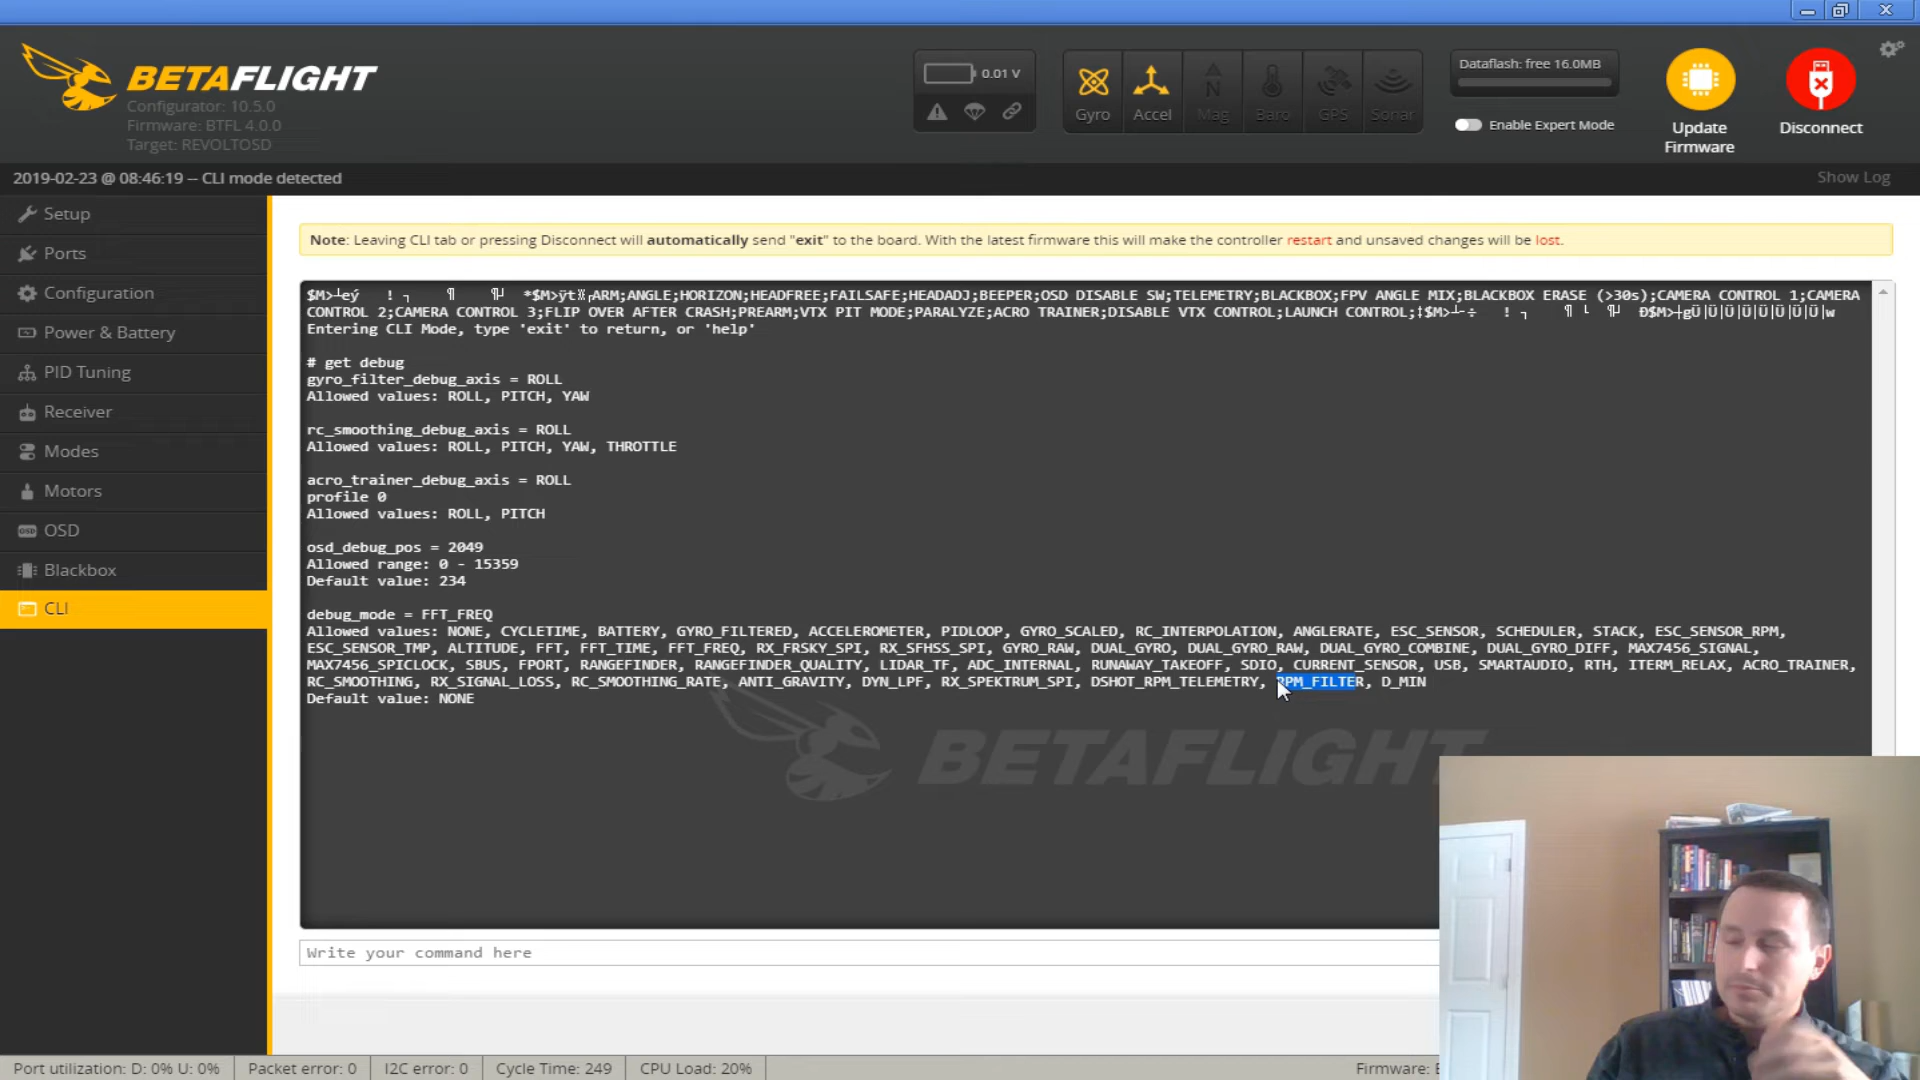 BETAFLIGHT
Configurator: 10.5.0
Firmware: BTFL 4.0.0
Target: REVOLTOSD
0.01 V
Gyro
Accel
Mag
Baro
GPS
Sonar
Dataflash: free 16.0MB
Enable Expert Mode
Update
Firmware
Disconnect
2019-02-23 @ 08:46:19 -- CLI mode detected
Show Log
Setup
Ports
Configuration
Power & Battery
PID Tuning
Receiver
Modes
Motors
OSD
Blackbox
CLI
Note: Leaving CLI tab or pressing Disconnect will automatically send "exit" to the board. With the latest firmware this will make the controller restart and unsaved changes will be lost.
ARM;ANGLE;HORIZON;HEADFREE;FAILSAFE;HEADADJ;BEEPER;OSD DISABLE SW;TELEMETRY;BLACKBOX;FPV ANGLE MIX;BLACKBOX ERASE (>30s);CAMERA CONTROL 1;CAMERA
CONTROL 2;CAMERA CONTROL 3;FLIP OVER AFTER CRASH;PREARM;VTX PIT MODE;PARALYZE;ACRO TRAINER;DISABLE VTX CONTROL;LAUNCH CONTROL;
Entering CLI Mode, type 'exit' to return, or 'help'
# get debug
gyro_filter_debug_axis = ROLL
Allowed values: ROLL, PITCH, YAW
rc_smoothing_debug_axis = ROLL
Allowed values: ROLL, PITCH, YAW, THROTTLE
acro_trainer_debug_axis = ROLL
profile 0
Allowed values: ROLL, PITCH
osd_debug_pos = 2049
Allowed range: 0 - 15359
Default value: 234
debug_mode = FFT_FREQ
Allowed values: NONE, CYCLETIME, BATTERY, GYRO_FILTERED, ACCELEROMETER, PIDLOOP, GYRO_SCALED, RC_INTERPOLATION, ANGLERATE, ESC_SENSOR, SCHEDULER, STACK, ESC_SENSOR_RPM,
ESC_SENSOR_TMP, ALTITUDE, FFT, FFT_TIME, FFT_FREQ, RX_FRSKY_SPI, RX_SFHSS_SPI, GYRO_RAW, DUAL_GYRO, DUAL_GYRO_RAW, DUAL_GYRO_COMBINE, DUAL_GYRO_DIFF, MAX7456_SIGNAL,
MAX7456_SPICLOCK, SBUS, FPORT, RANGEFINDER, RANGEFINDER_QUALITY, LIDAR_TF, ADC_INTERNAL, RUNAWAY_TAKEOFF, SDIO, CURRENT_SENSOR, USB, SMARTAUDIO, RTH, ITERM_RELAX, ACRO_TRAINER,
RC_SMOOTHING, RX_SIGNAL_LOSS, RC_SMOOTHING_RATE, ANTI_GRAVITY, DYN_LPF, RX_SPEKTRUM_SPI, DSHOT_RPM_TELEMETRY, RPM_FILTER, D_MIN
Default value: NONE
BETAFLIGHT
Write your command here
Port utilization: D: 0% U: 0%
Packet error: 0
I2C error: 0
Cycle Time: 249
CPU Load: 20%
Firmware: